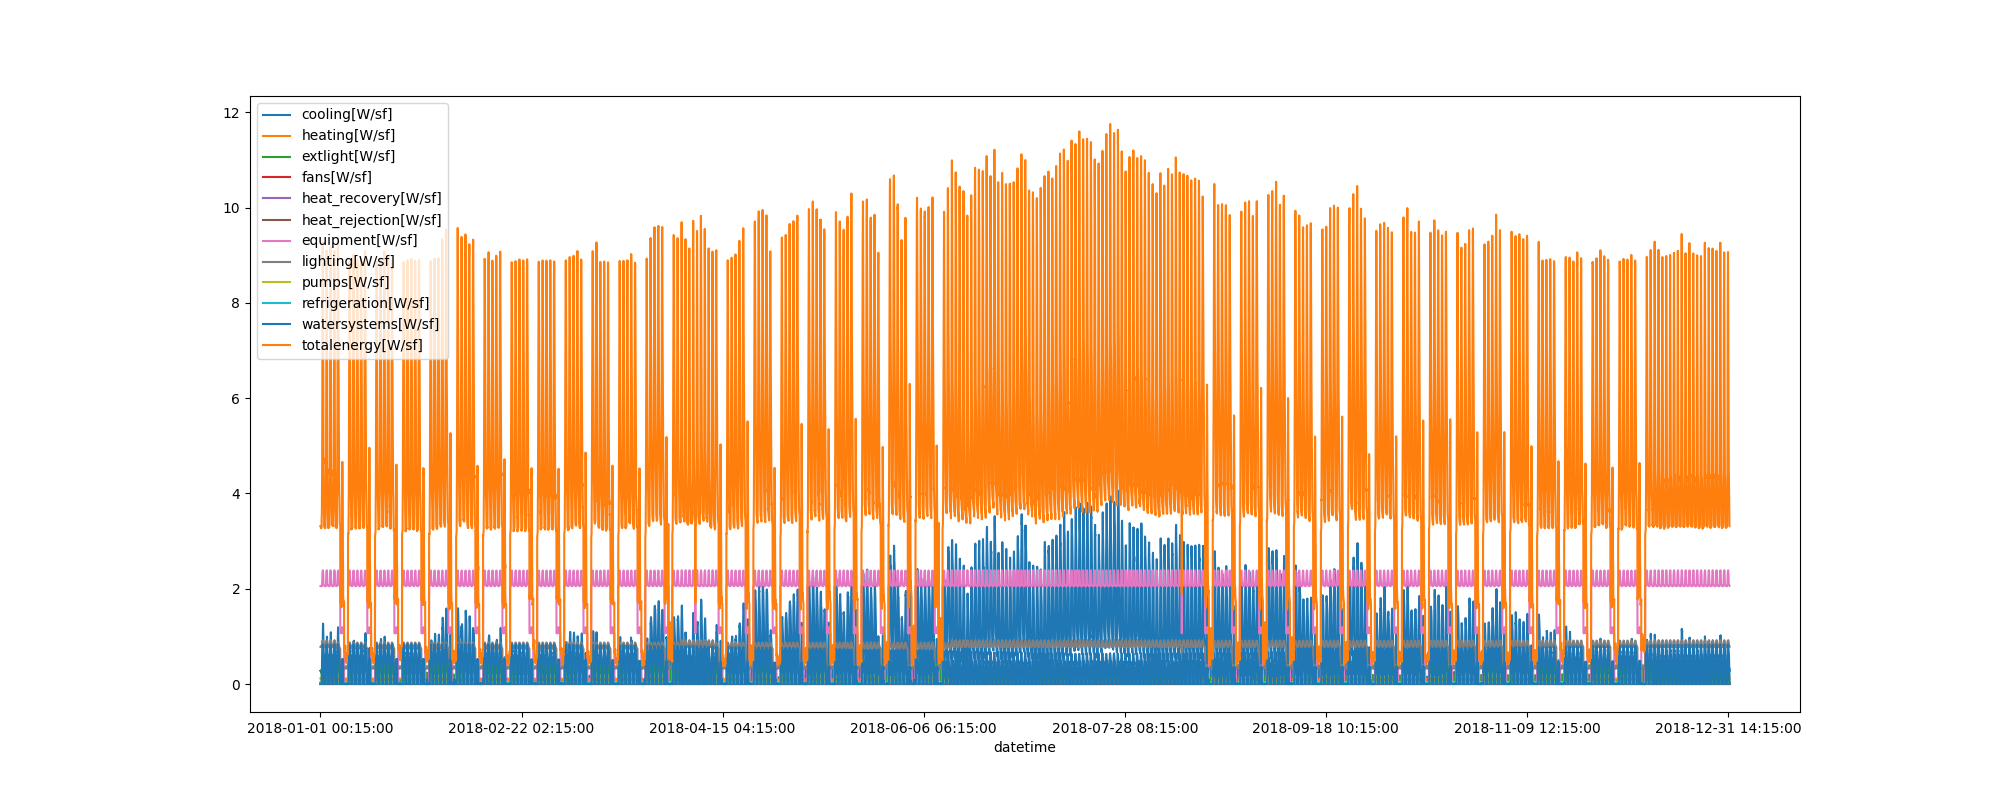 12
10
8
6
4
2
0
cooling[W/sf]
heating[W/sf]
extlight[W/sf]
fans[W/sf]
heat_recovery[W/sf]
heat_rejection[W/sf]
equipment[W/sf]
lighting[W/sf]
pumps[W/sf]
refrigeration[W/sf]
watersystems[W/sf]
totalenergy[W/sf]
2018-01-01 00:15:00 2018-02-22 02:15:00 2018-04-15 04:15:00 2018-06-06 06:15:00 2018-07-28 08:15:00 2018-09-18 10:15:00 2018-11-09 12:15:00 2018-12-31 14:15:00
datetime